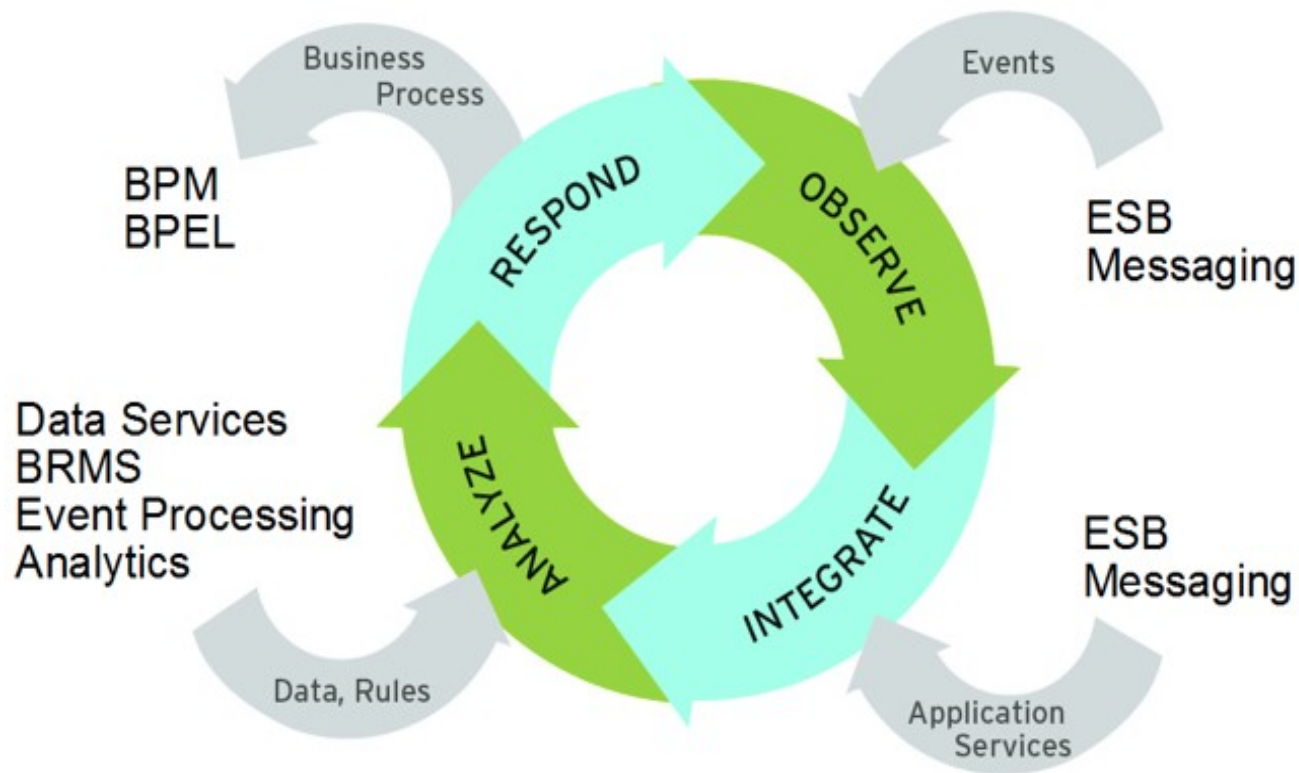 Business
Process
Events
BPM
BPEL
RESPOND
OBSERVE
ESB
Messaging
Data Services
BRMS
Event Processing
Analytics
ANALYZE
INTEGRATE
ESB
Messaging
Data, Rules
Application
Services